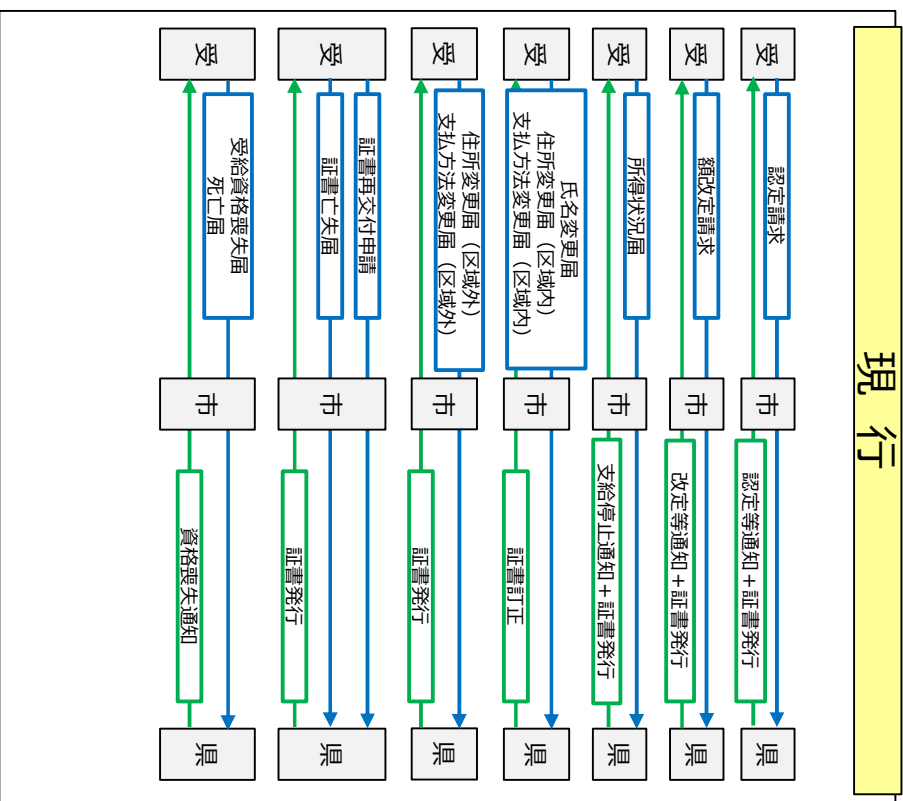 現 行
受
認定請求
市
認定等通知＋証書発行
県
受
額改定請求
市
改定等通知＋証書発行
県
受
所得状況届
市
支給停止通知＋証書発行
県
受
氏名変更届
住所変更届（区域内）
支払方法変更届（区域内）
市
証書訂正
県
受
住所変更届（区域外）
支払方法変更届（区域外）
市
証書発行
県
受
証書再交付申請
証書亡失届
市
証書発行
県
受
受給資格喪失届
死亡届
市
資格喪失通知
県